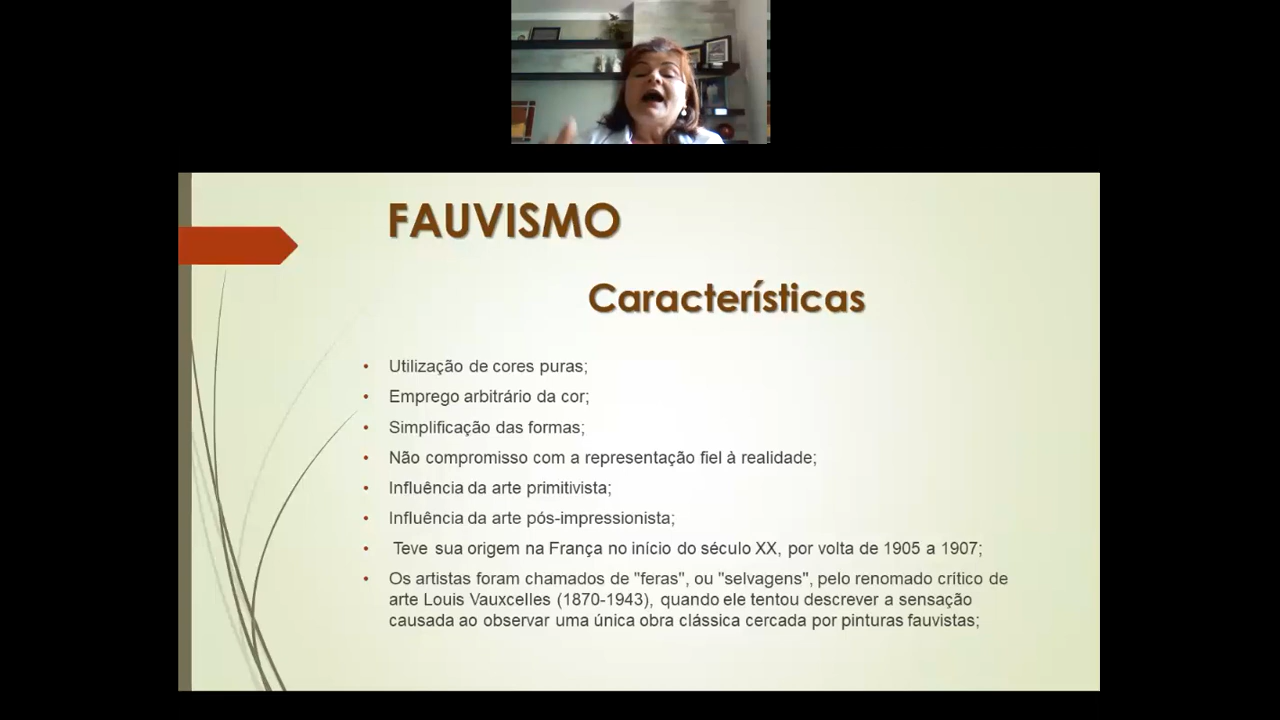 FAUVISMO
Características
• Utilização de cores puras;
• Emprego arbitrário da cor;
• Simplificação das formas;
• Não compromisso com a representação fiel à realidade;
• Influência da arte primitivista;
• Influência da arte pós-impressionista;
• Teve sua origem na França no início do século XX, por volta de 1905 a 1907;
• Os artistas foram chamados de "feras", ou "selvagens", pelo renomado crítico de
arte Louis Vauxcelles (1870-1943), quando ele tentou descrever a sensação
causada ao observar uma única obra clássica cercada por pinturas fauvistas;